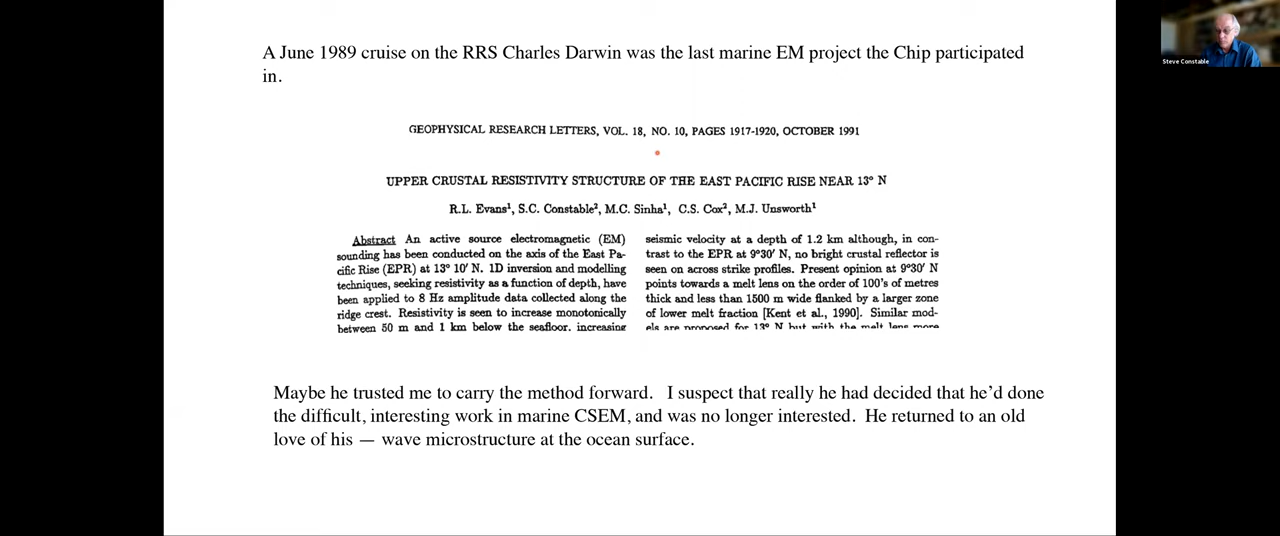 A June 1989 cruise on the RRS Charles Darwin was the last marine EM project the Chip participated
in.
Steve Constable
GEOPHYSICAL RESEARCH LETTERS, VOL. 18, NO. 10, PAGES 1917-1920, OCTOBER 1991
UPPER CRUSTAL RESISTIVITY STRUCTURE OF THE EAST PACIFIC RISE NEAR 13° N
R.L. Evans¹, S.C. Constable², M.C. Sinha¹, C.S. Cox², M.J. Unsworth¹
Abstract An active source electromagnetic (EM)
sounding has been conducted on the axis of the East Pa-
cific Rise (EPR) at 13° 10′ N. 1D inversion and modelling
techniques, seeking resistivity as a function of depth, have
been applied to 8 Hz amplitude data collected along the
ridge crest. Resistivity is seen to increase monotonically
between 50 m and 1 km below the seafloor, increasing
seismic velocity at a depth of 1.2 km although, in con-
trast to the EPR at 9°30′ N, no bright crustal reflector is
seen on across strike profiles. Present opinion at 9°30′ N
points towards a melt lens on the order of 100's of metres
thick and less than 1500 m wide flanked by a larger zone
of lower melt fraction [Kent et al., 1990]. Similar mod-
els are proposed for 13° N but with the melt lens more
Maybe he trusted me to carry the method forward. I suspect that really he had decided that he'd done
the difficult, interesting work in marine CSEM, and was no longer interested. He returned to an old
love of his — wave microstructure at the ocean surface.